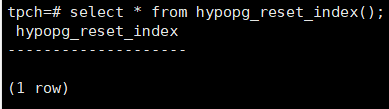 tpch=# select * from hypopg_reset_index();
 hypopg_reset_index
--------------------

(1 row)